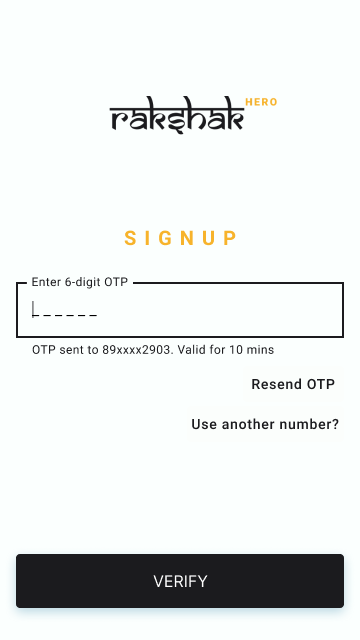 rakshak HERO
SIGNUP
Enter 6-digit OTP
_ _ _ _ _ _
OTP sent to 89xxxx2903. Valid for 10 mins
Resend OTP
Use another number?
VERIFY